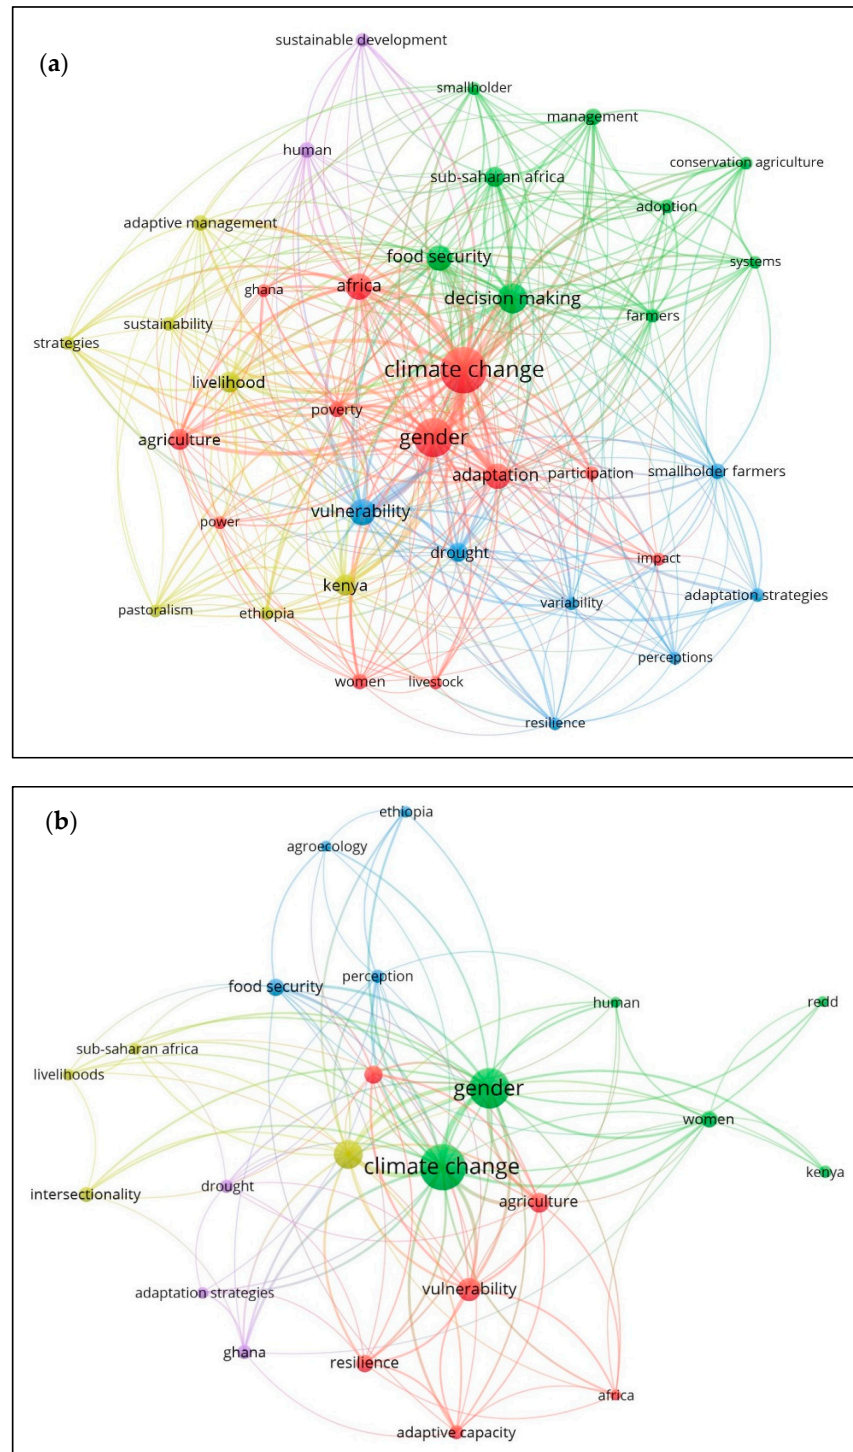 (a)
sustainable development
smallholder
management
human
conservation agriculture
sub-saharan africa
adoption
adaptive management
food security
systems
ghana
africa
decision making
farmers
sustainability
strategies
climate change
livelihood
poverty
agriculture
gender
adaptation
participation
smallholder farmers
vulnerability
power
drought
impact
kenya
adaptation strategies
variability
pastoralism
ethiopia
perceptions
women
livestock
resilience
(b)
ethiopia
agroecology
perception
food security
human
redd
sub-saharan africa
livelihoods
gender
women
climate change
kenya
intersectionality
drought
agriculture
vulnerability
adaptation strategies
ghana
resilience
africa
adaptive capacity